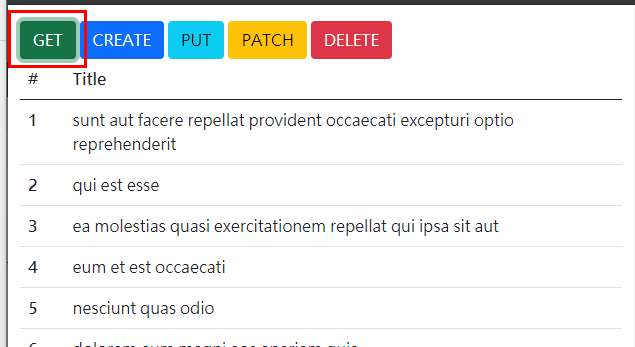 GET CREATE PUT PATCH DELETE
# Title
1 sunt aut facere repellat provident occaecati excepturi optio
reprehenderit
2 qui est esse
3 ea molestias quasi exercitationem repellat qui ipsa sit aut
4 eum et est occaecati
5 nesciunt quas odio